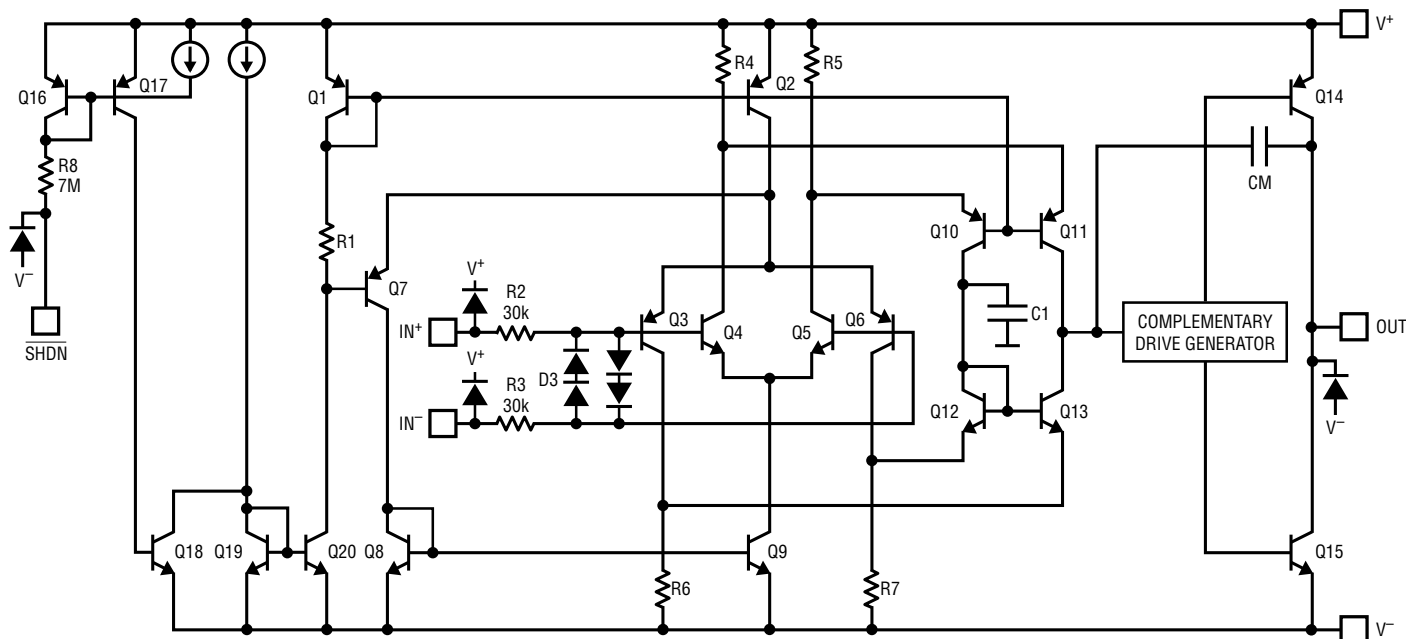 V+
Q16
Q17
Q1
R4
Q2
R5
Q14
R8
7M
CM
V−
R1
Q10
Q11
Q7
V+
R2
30k
IN+
Q3
Q4
Q5
Q6
C1
COMPLEMENTARY
DRIVE GENERATOR
OUT
SHDN
V+
D3
R3
30k
IN−
Q12
Q13
V−
Q18
Q19
Q20
Q8
Q9
Q15
R6
R7
V−